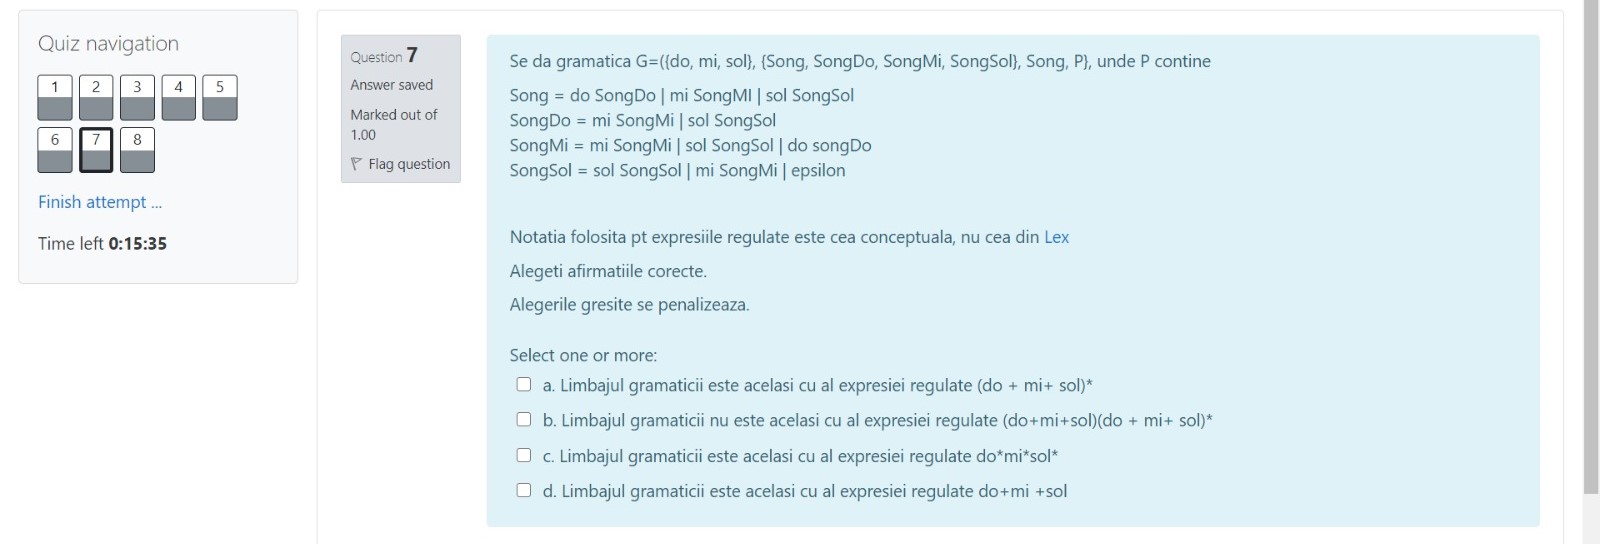 Quiz navigation
1 2 3 4 5
6 7 8
Finish attempt ...
Time left 0:15:35
Question 7
Answer saved
Marked out of
1.00
Flag question
Se da gramatica G=({do, mi, sol}, {Song, SongDo, SongMi, SongSol}, Song, P}, unde P contine
Song = do SongDo | mi SongMI | sol SongSol
SongDo = mi SongMi | sol SongSol
SongMi = mi SongMi | sol SongSol | do songDo
SongSol = sol SongSol | mi SongMi | epsilon
Notatia folosita pt expresiile regulate este cea conceptuala, nu cea din Lex
Alegeti afirmatiile corecte.
Alegerile gresite se penalizeaza.
Select one or more:
a. Limbajul gramaticii este acelasi cu al expresiei regulate (do + mi+ sol)*
b. Limbajul gramaticii nu este acelasi cu al expresiei regulate (do+mi+sol)(do + mi+ sol)*
c. Limbajul gramaticii este acelasi cu al expresiei regulate do*mi*sol*
d. Limbajul gramaticii este acelasi cu al expresiei regulate do+mi +sol